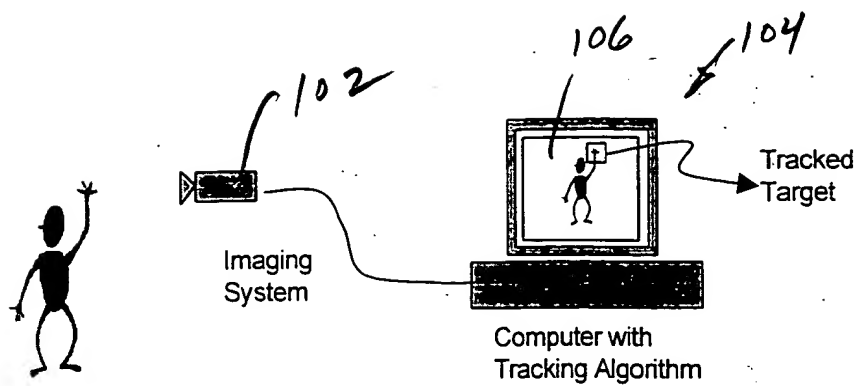 102
106
104
Tracked
Target
Imaging
System
Computer with
Tracking Algorithm